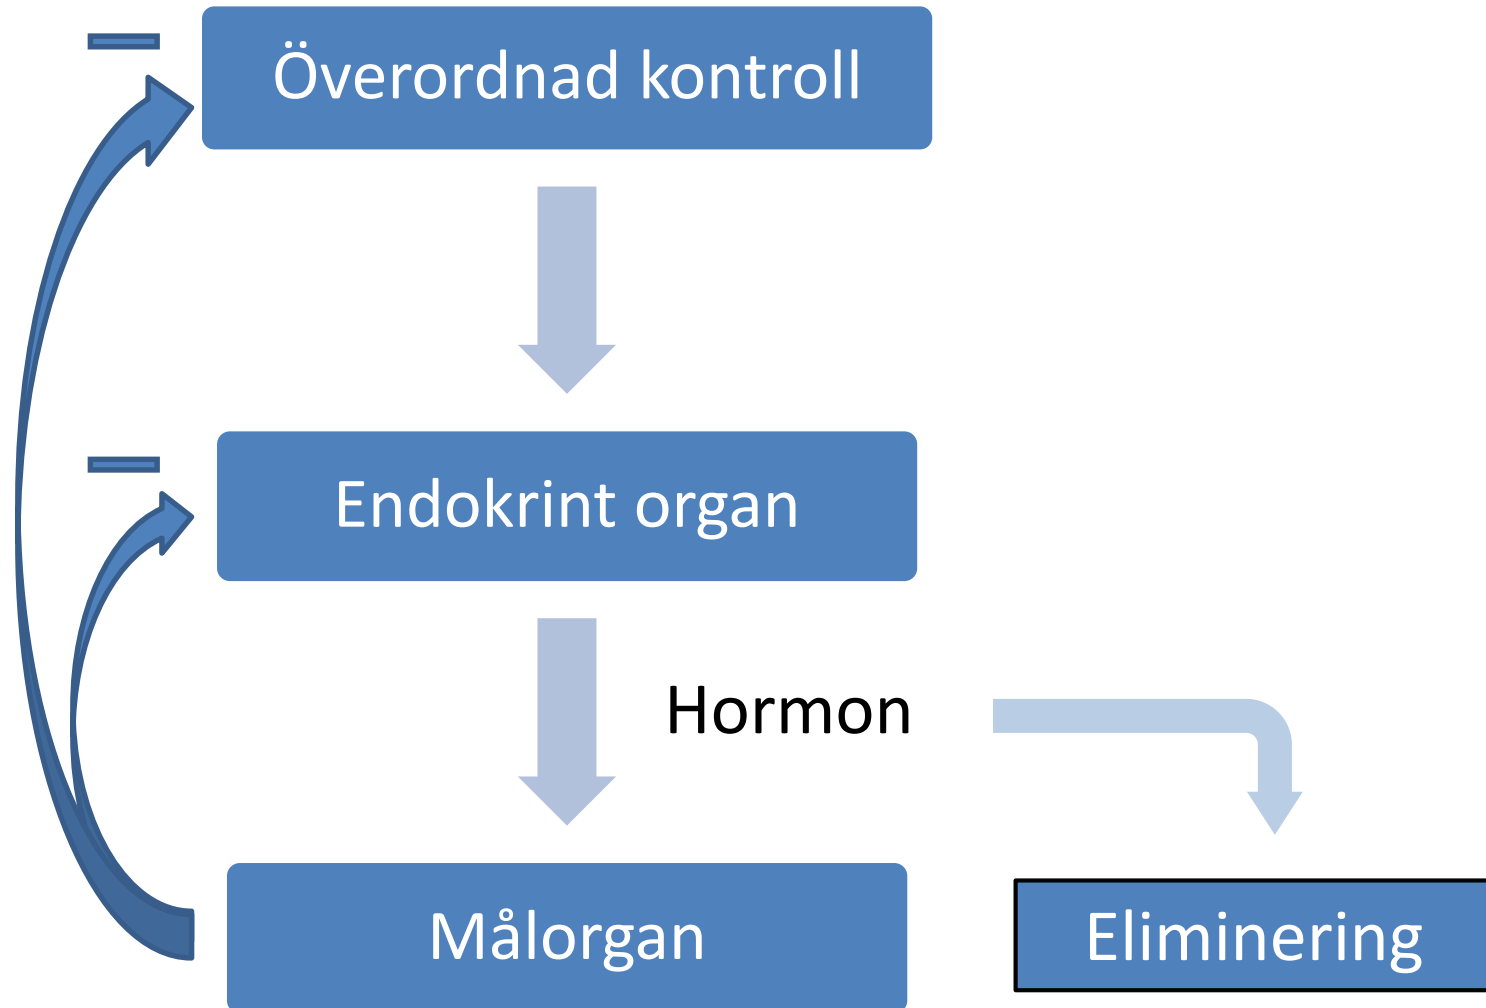 Överordnad kontroll
Endokrint organ
Hormon
Målorgan
Eliminering